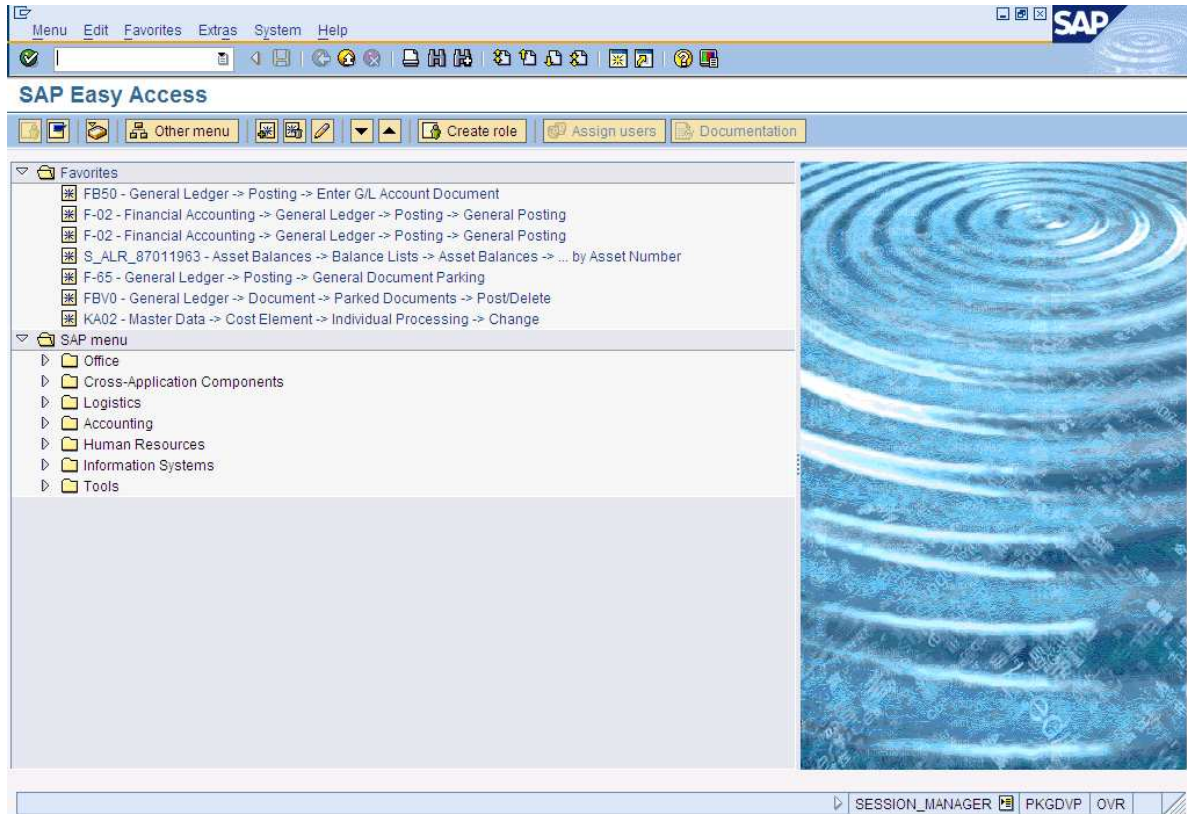 Menu Edit Favorites Extras System Help
SAP
SAP Easy Access
Other menu Create role Assign users Documentation
Favorites
FB50 - General Ledger -> Posting -> Enter G/L Account Document
F-02 - Financial Accounting -> General Ledger -> Posting -> General Posting
F-02 - Financial Accounting -> General Ledger -> Posting -> General Posting
S_ALR_87011963 - Asset Balances -> Balance Lists -> Asset Balances -> ... by Asset Number
F-65 - General Ledger -> Posting -> General Document Parking
FBV0 - General Ledger -> Document -> Parked Documents -> Post/Delete
KA02 - Master Data -> Cost Element -> Individual Processing -> Change
SAP menu
Office
Cross-Application Components
Logistics
Accounting
Human Resources
Information Systems
Tools
SESSION_MANAGER PKGDVP OVR